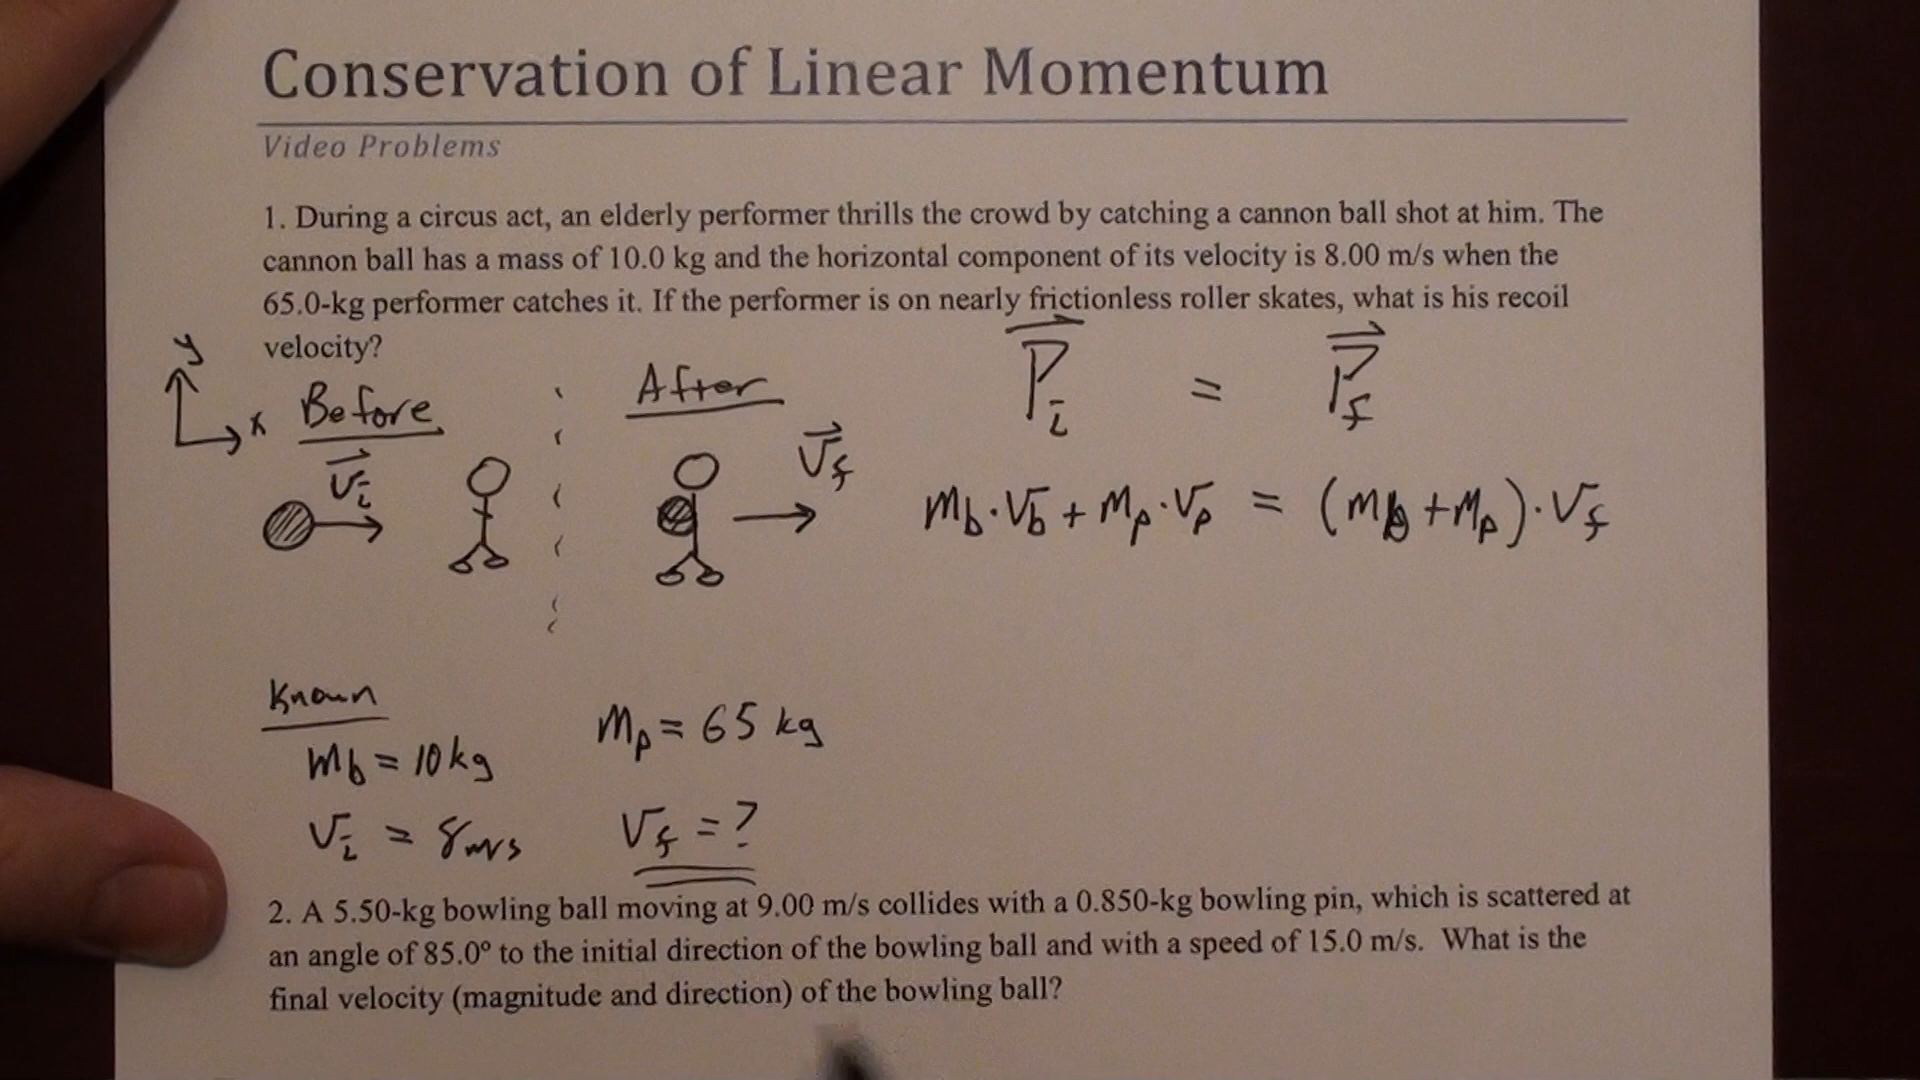 Conservation of Linear Momentum
Video Problems
1. During a circus act, an elderly performer thrills the crowd by catching a cannon ball shot at him. The
cannon ball has a mass of 10.0 kg and the horizontal component of its velocity is 8.00 m/s when the
65.0-kg performer catches it. If the performer is on nearly frictionless roller skates, what is his recoil
velocity?
y
x
Before
V⃗i
After
V⃗f
P⃗i = P⃗f
mb·Vb + mp·Vp = (mb + mp)·Vf
Known
mb = 10 kg
mp = 65 kg
Vi = 8 m/s
Vf = ?
2. A 5.50-kg bowling ball moving at 9.00 m/s collides with a 0.850-kg bowling pin, which is scattered at
an angle of 85.0º to the initial direction of the bowling ball and with a speed of 15.0 m/s. What is the
final velocity (magnitude and direction) of the bowling ball?